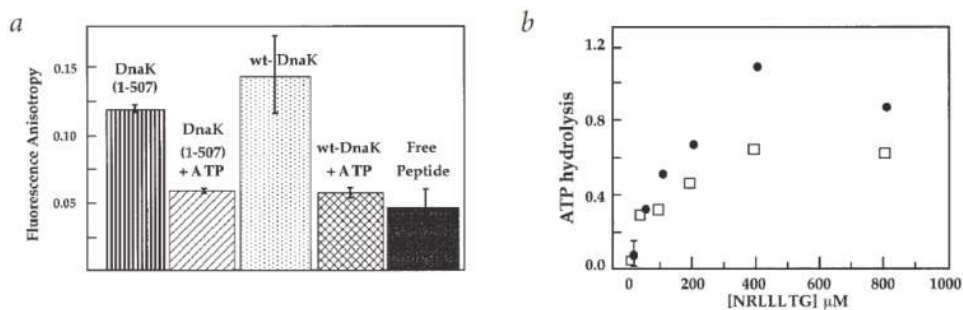 a
Fluorescence Anisotropy
0.15
0.10
0.05
DnaK
(1-507)
DnaK
(1-507)
+ ATP
wt-DnaK
wt-DnaK
+ ATP
Free
Peptide
b
ATP hydrolysis
1.2
0.8
0.4
0.0
0 200 400 600 800 1000
[NRLLLTG] µM